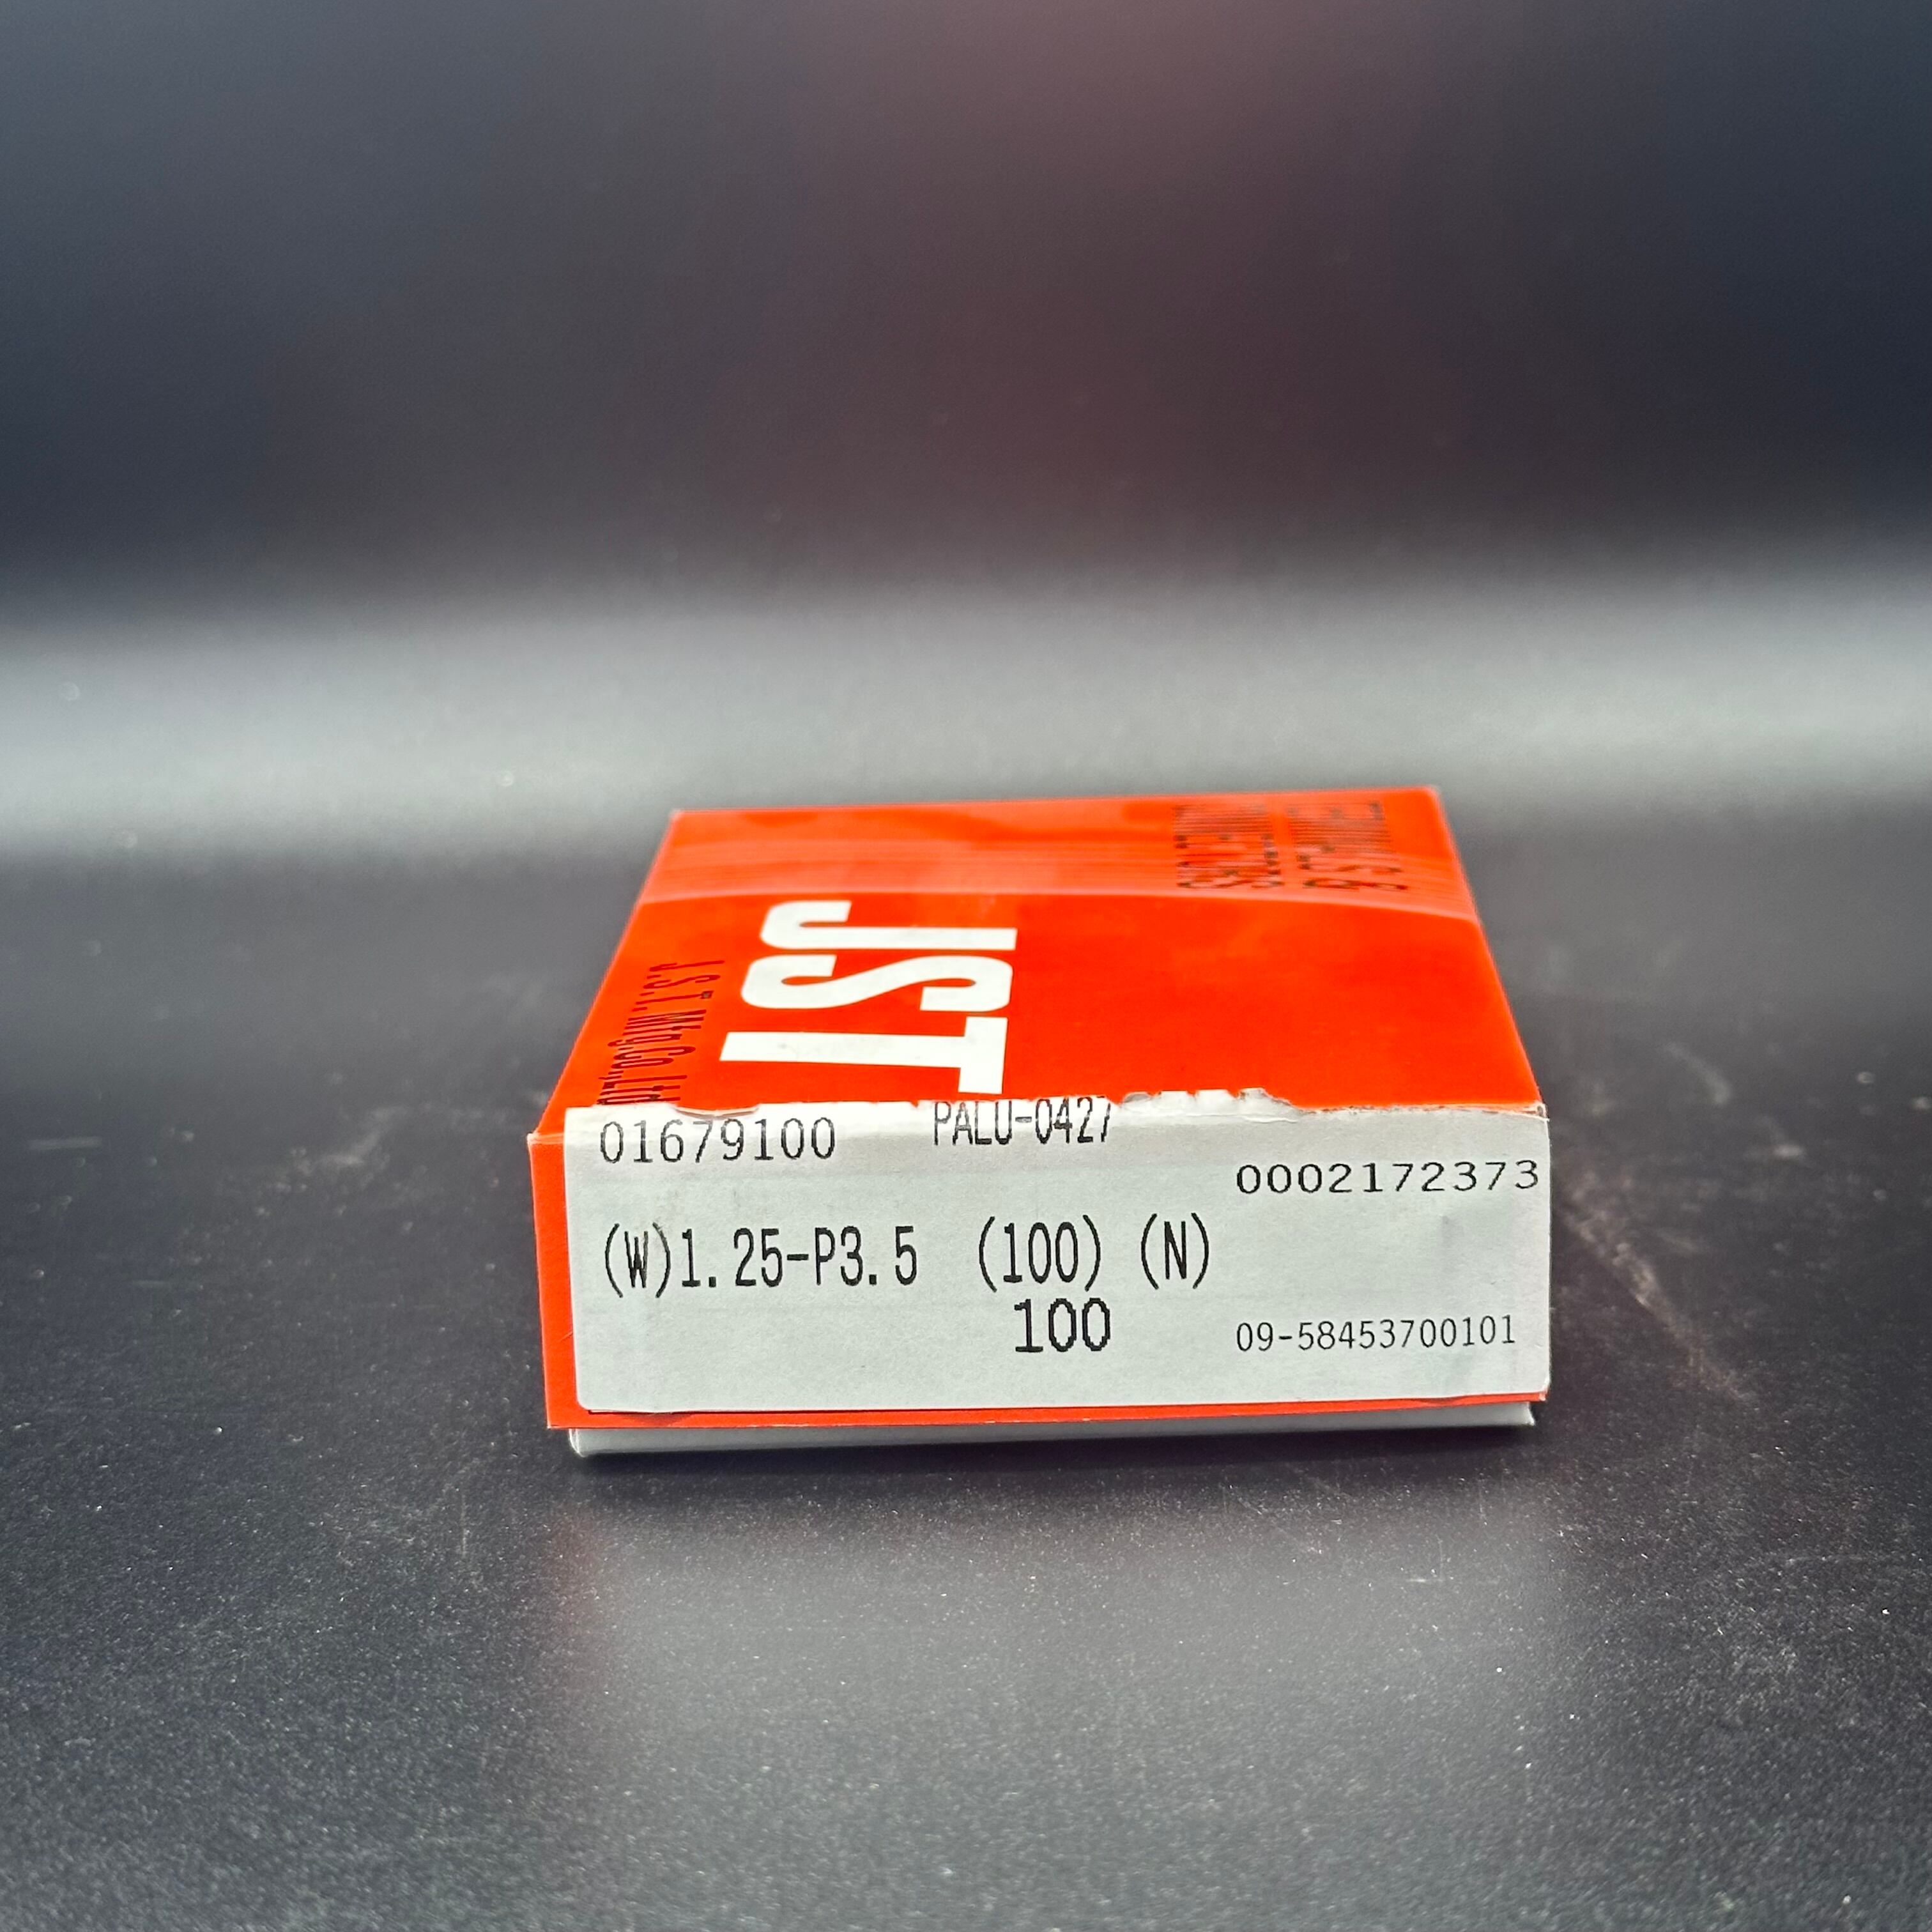 TERMINALS &
CONNECTORS
JST
J.S.T. Mfg.Co.,Ltd
01679100 PALU-0427
0002172373
(W)1.25-P3.5 (100) (N)
100 09-58453700101